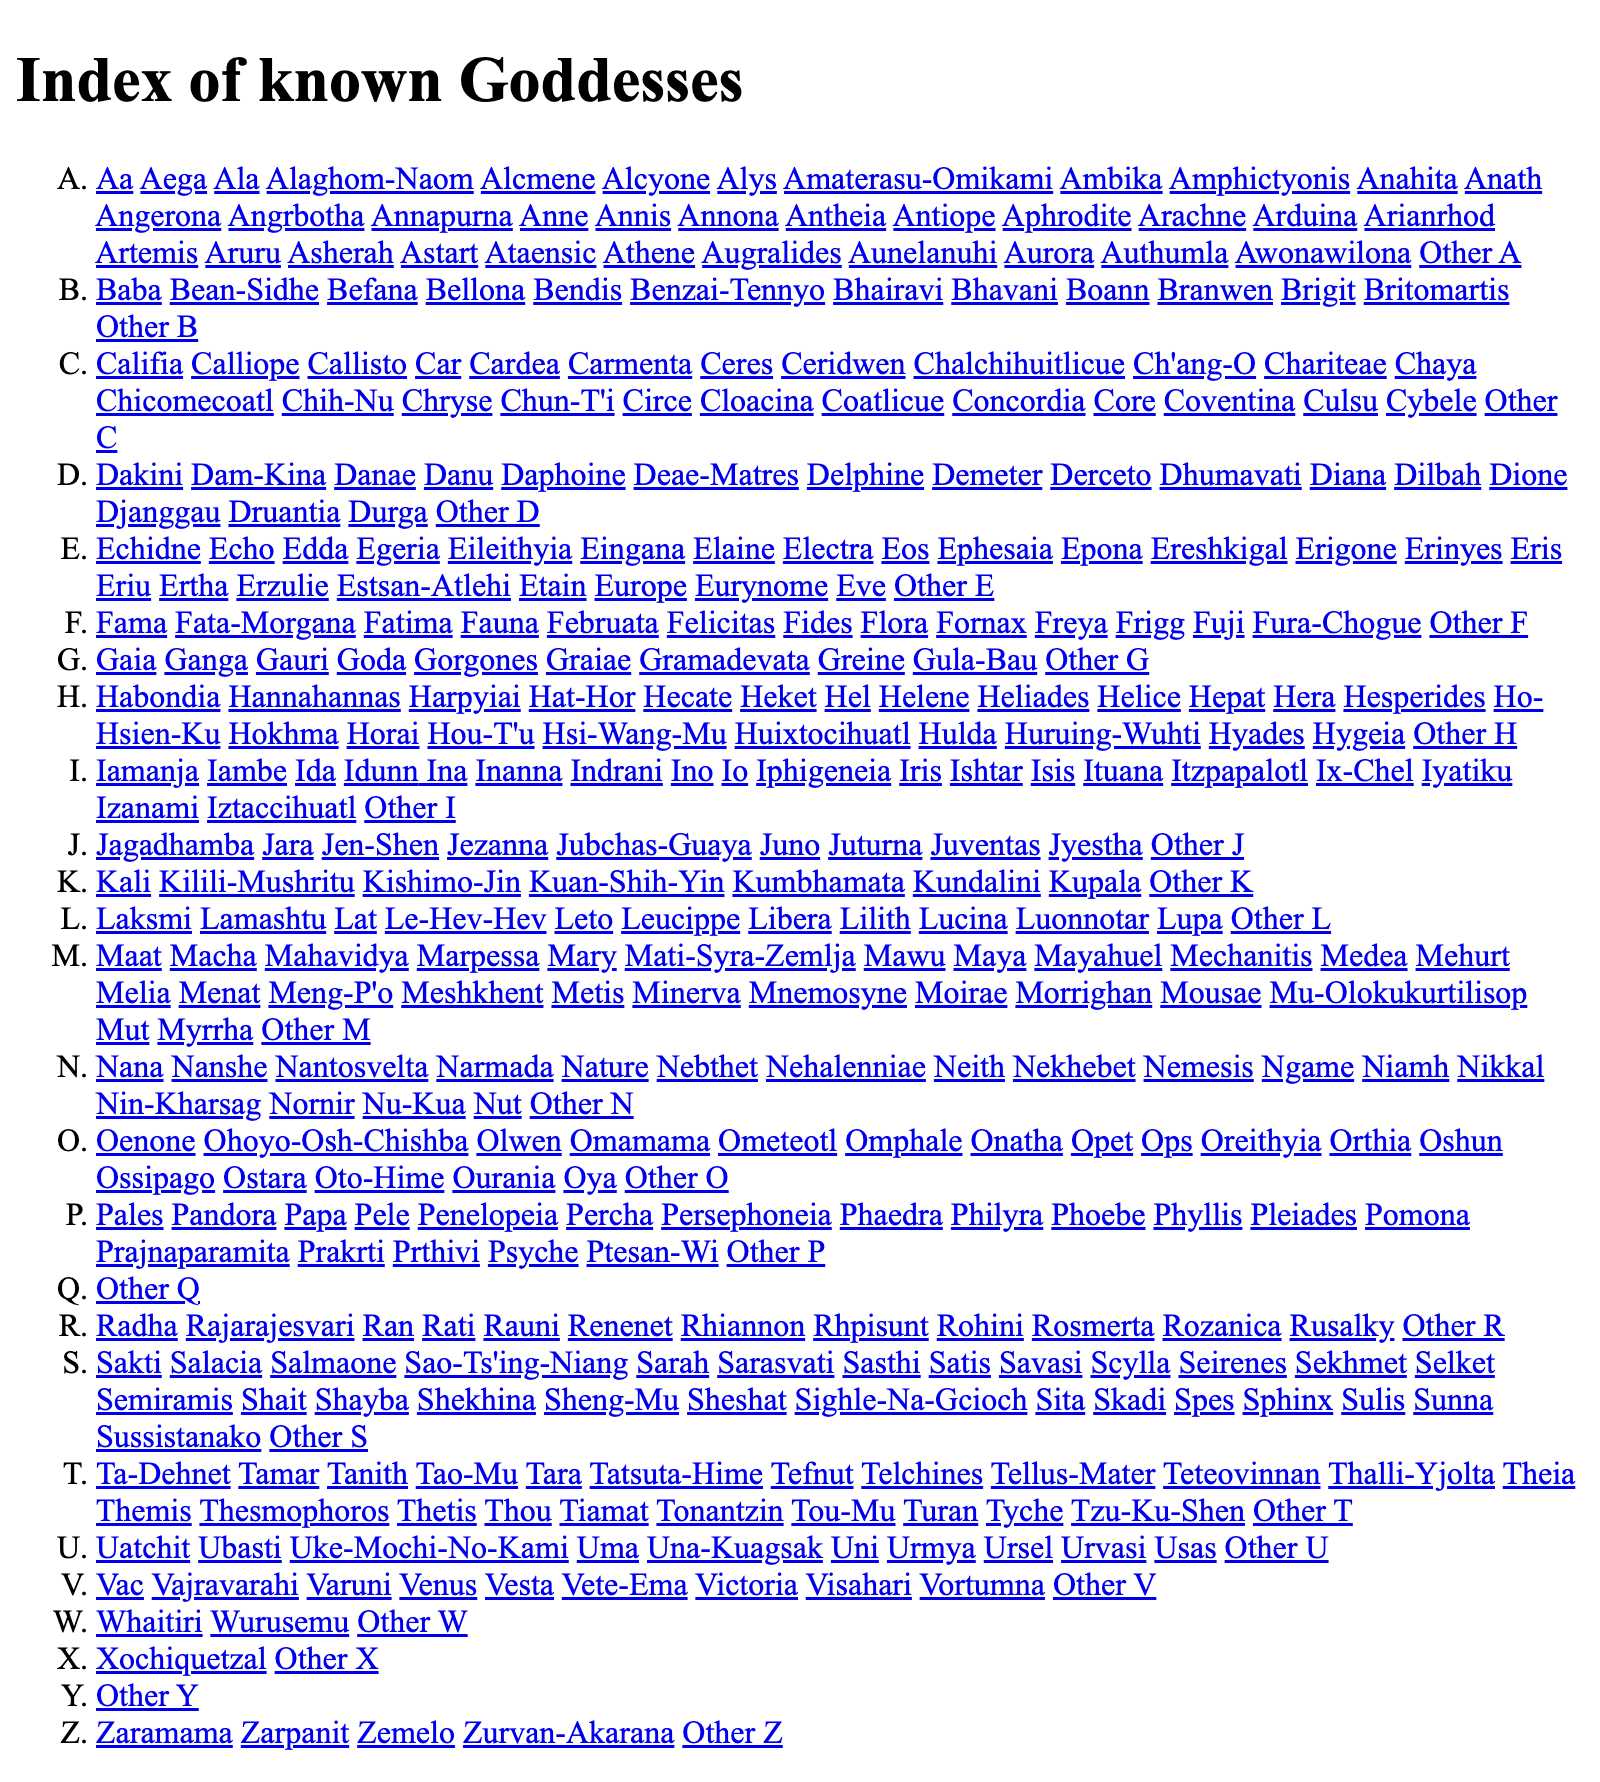 Index of known Goddesses
A. Aa Aega Ala Alaghom-Naom Alcmene Alcyone Alys Amaterasu-Omikami Ambika Amphictyonis Anahita Anath
Angerona Angrbotha Annapurna Anne Annis Annona Antheia Antiope Aphrodite Arachne Arduina Arianrhod
Artemis Aruru Asherah Astart Ataensic Athene Augralides Aunelanuhi Aurora Authumla Awonawilona Other A
B. Baba Bean-Sidhe Befana Bellona Bendis Benzai-Tennyo Bhairavi Bhavani Boann Branwen Brigit Britomartis
Other B
C. Califia Calliope Callisto Car Cardea Carmenta Ceres Ceridwen Chalchihuitlicue Ch'ang-O Chariteae Chaya
Chicomecoatl Chih-Nu Chryse Chun-T'i Circe Cloacina Coatlicue Concordia Core Coventina Culsu Cybele Other
C
D. Dakini Dam-Kina Danae Danu Daphoine Deae-Matres Delphine Demeter Derceto Dhumavati Diana Dilbah Dione
Djanggau Druantia Durga Other D
E. Echidne Echo Edda Egeria Eileithyia Eingana Elaine Electra Eos Ephesaia Epona Ereshkigal Erigone Erinyes Eris
Eriu Ertha Erzulie Estsan-Atlehi Etain Europe Eurynome Eve Other E
F. Fama Fata-Morgana Fatima Fauna Februata Felicitas Fides Flora Fornax Freya Frigg Fuji Fura-Chogue Other F
G. Gaia Ganga Gauri Goda Gorgones Graiae Gramadevata Greine Gula-Bau Other G
H. Habondia Hannahannas Harpyiai Hat-Hor Hecate Heket Hel Helene Heliades Helice Hepat Hera Hesperides Ho-
Hsien-Ku Hokhma Horai Hou-T'u Hsi-Wang-Mu Huixtocihuatl Hulda Huruing-Wuhti Hyades Hygeia Other H
I. Iamanja Iambe Ida Idunn Ina Inanna Indrani Ino Io Iphigeneia Iris Ishtar Isis Ituana Itzpapalotl Ix-Chel Iyatiku
Izanami Iztaccihuatl Other I
J. Jagadhamba Jara Jen-Shen Jezanna Jubchas-Guaya Juno Juturna Juventas Jyestha Other J
K. Kali Kilili-Mushritu Kishimo-Jin Kuan-Shih-Yin Kumbhamata Kundalini Kupala Other K
L. Laksmi Lamashtu Lat Le-Hev-Hev Leto Leucippe Libera Lilith Lucina Luonnotar Lupa Other L
M. Maat Macha Mahavidya Marpessa Mary Mati-Syra-Zemlja Mawu Maya Mayahuel Mechanitis Medea Mehurt
Melia Menat Meng-P'o Meshkhent Metis Minerva Mnemosyne Moirae Morrighan Mousae Mu-Olokukurtilisop
Mut Myrrha Other M
N. Nana Nanshe Nantosvelta Narmada Nature Nebthet Nehalenniae Neith Nekhebet Nemesis Ngame Niamh Nikkal
Nin-Kharsag Nornir Nu-Kua Nut Other N
O. Oenone Ohoyo-Osh-Chishba Olwen Omamama Ometeotl Omphale Onatha Opet Ops Oreithyia Orthia Oshun
Ossipago Ostara Oto-Hime Ourania Oya Other O
P. Pales Pandora Papa Pele Penelopeia Percha Persephoneia Phaedra Philyra Phoebe Phyllis Pleiades Pomona
Prajnaparamita Prakrti Prthivi Psyche Ptesan-Wi Other P
Q. Other Q
R. Radha Rajarajesvari Ran Rati Rauni Renenet Rhiannon Rhpisunt Rohini Rosmerta Rozanica Rusalky Other R
S. Sakti Salacia Salmaone Sao-Ts'ing-Niang Sarah Sarasvati Sasthi Satis Savasi Scylla Seirenes Sekhmet Selket
Semiramis Shait Shayba Shekhina Sheng-Mu Sheshat Sighle-Na-Gcioch Sita Skadi Spes Sphinx Sulis Sunna
Sussistanako Other S
T. Ta-Dehnet Tamar Tanith Tao-Mu Tara Tatsuta-Hime Tefnut Telchines Tellus-Mater Teteovinnan Thalli-Yjolta Theia
Themis Thesmophoros Thetis Thou Tiamat Tonantzin Tou-Mu Turan Tyche Tzu-Ku-Shen Other T
U. Uatchit Ubasti Uke-Mochi-No-Kami Uma Una-Kuagsak Uni Urmya Ursel Urvasi Usas Other U
V. Vac Vajravarahi Varuni Venus Vesta Vete-Ema Victoria Visahari Vortumna Other V
W. Whaitiri Wurusemu Other W
X. Xochiquetzal Other X
Y. Other Y
Z. Zaramama Zarpanit Zemelo Zurvan-Akarana Other Z